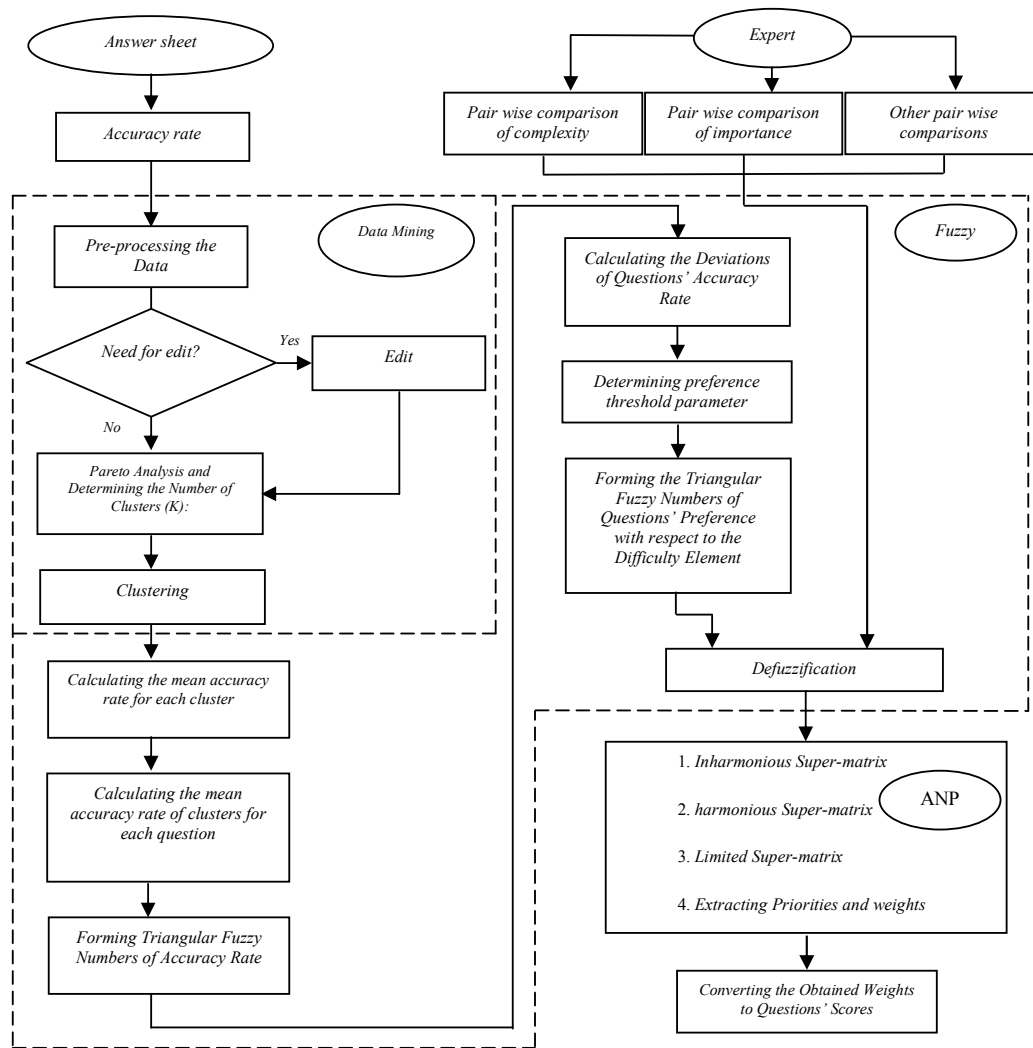 Answer sheet
Accuracy rate
Expert
Pair wise comparison
of complexity
Pair wise comparison
of importance
Other pair wise
comparisons
Data Mining
Pre-processing the
Data
Need for edit?
Yes
Edit
No
Pareto Analysis and
Determining the Number of
Clusters (K):
Clustering
Calculating the mean accuracy
rate for each cluster
Calculating the mean
accuracy rate of clusters for
each question
Forming Triangular Fuzzy
Numbers of Accuracy Rate
Fuzzy
Calculating the Deviations
of Questions’ Accuracy
Rate
Determining preference
threshold parameter
Forming the Triangular
Fuzzy Numbers of
Questions’ Preference
with respect to the
Difficulty Element
Defuzzification
1. Inharmonious Super-matrix
ANP
2. harmonious Super-matrix
3. Limited Super-matrix
4. Extracting Priorities and weights
Converting the Obtained Weights
to Questions’ Scores